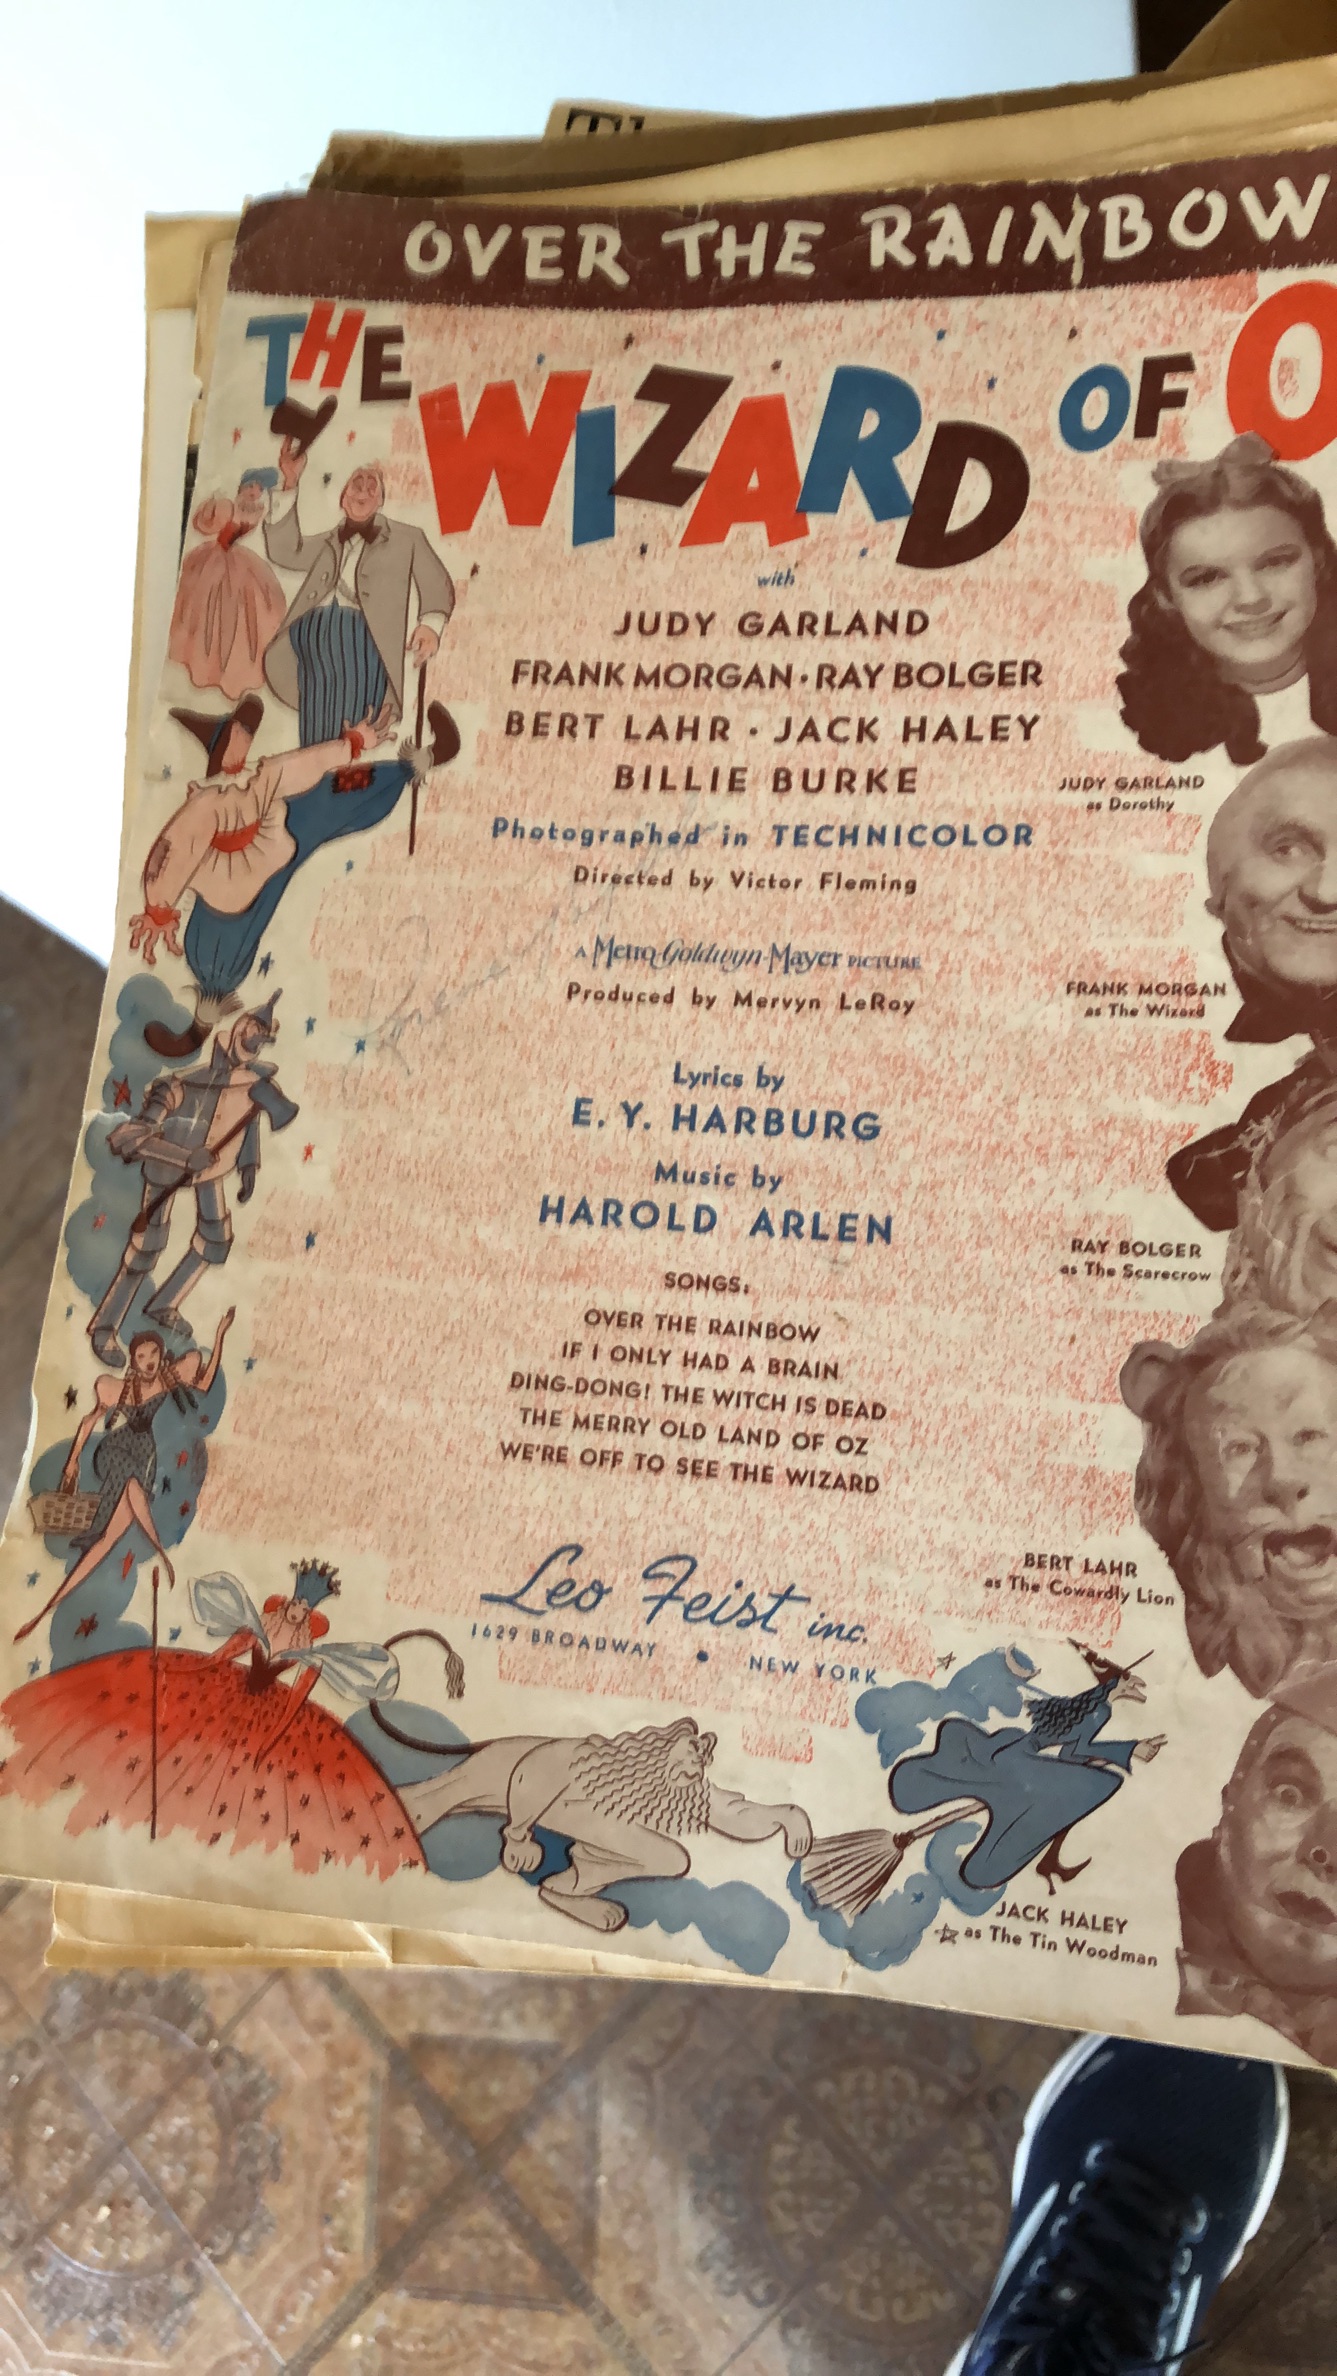 OVER THE RAINBOW
THE WIZARD OF O
with
JUDY GARLAND
FRANK MORGAN • RAY BOLGER
BERT LAHR • JACK HALEY
BILLIE BURKE
Photographed in TECHNICOLOR
Directed by Victor Fleming
A Metro-Goldwyn-Mayer PICTURE
Produced by Mervyn LeRoy
Lyrics by
E. Y. HARBURG
Music by
HAROLD ARLEN
SONGS:
OVER THE RAINBOW
IF I ONLY HAD A BRAIN
DING-DONG! THE WITCH IS DEAD
THE MERRY OLD LAND OF OZ
WE'RE OFF TO SEE THE WIZARD
Leo Feist inc.
1629 BROADWAY • NEW YORK
JUDY GARLAND
as Dorothy
FRANK MORGAN
as The Wizard
RAY BOLGER
as The Scarecrow
BERT LAHR
as The Cowardly Lion
JACK HALEY
as The Tin Woodman